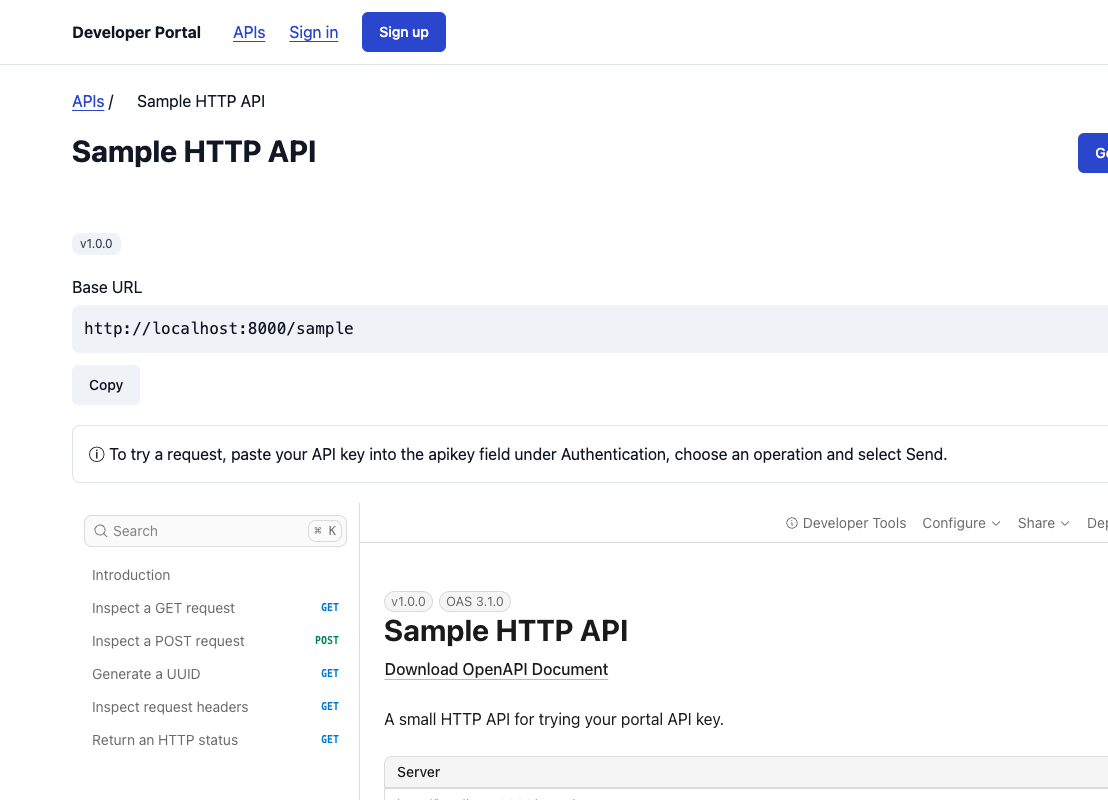 Developer Portal APIs Sign in Sign up
APIs / Sample HTTP API
Sample HTTP API
v1.0.0
Base URL
http://localhost:8000/sample
Copy
To try a request, paste your API key into the apikey field under Authentication, choose an operation and select Send.
Search ⌘ K
Developer Tools Configure Share
Introduction
Inspect a GET request GET
Inspect a POST request POST
Generate a UUID GET
Inspect request headers GET
Return an HTTP status GET
v1.0.0 OAS 3.1.0
Sample HTTP API
Download OpenAPI Document
A small HTTP API for trying your portal API key.
Server